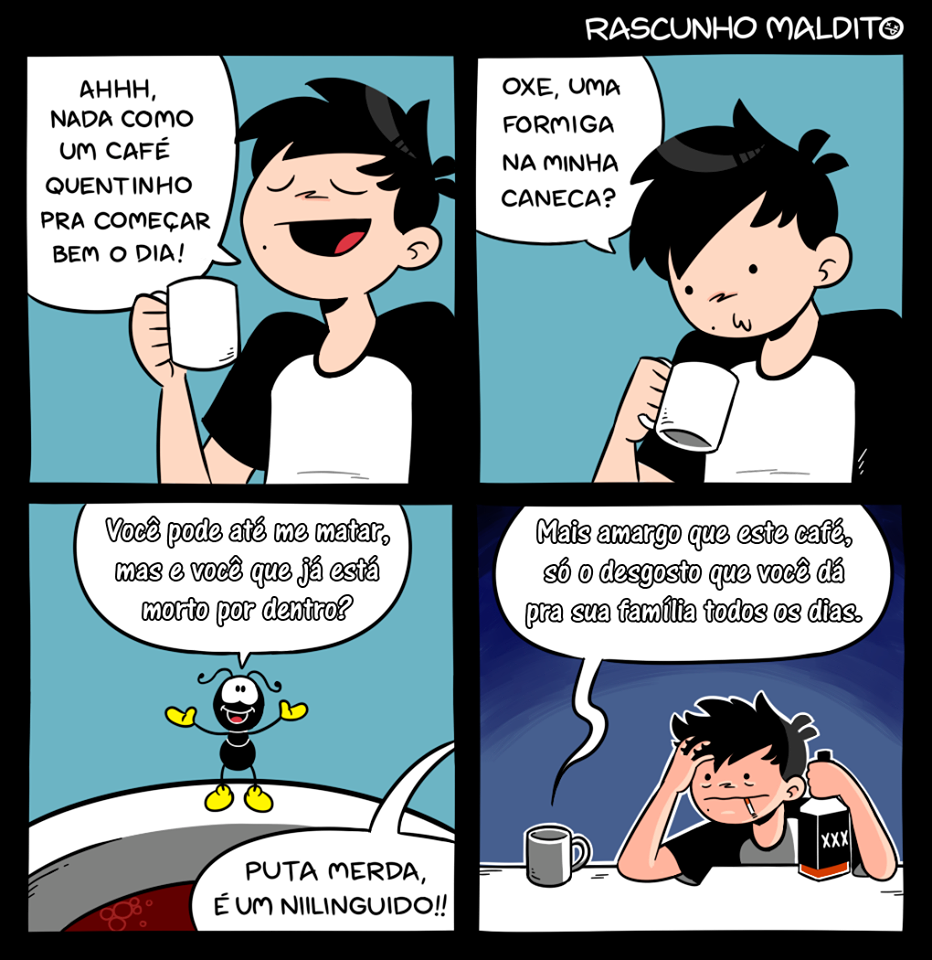 RASCUNHO MALDITO
AHHH,
NADA COMO
UM CAFÉ
QUENTINHO
PRA COMEÇAR
BEM O DIA!
OXE, UMA
FORMIGA
NA MINHA
CANECA?
Você pode até me matar,
mas e você que já está
morto por dentro?
PUTA MERDA,
É UM NIILINGUIDO!!
Mais amargo que este café,
só o desgosto que você dá
pra sua família todos os dias.
XXX